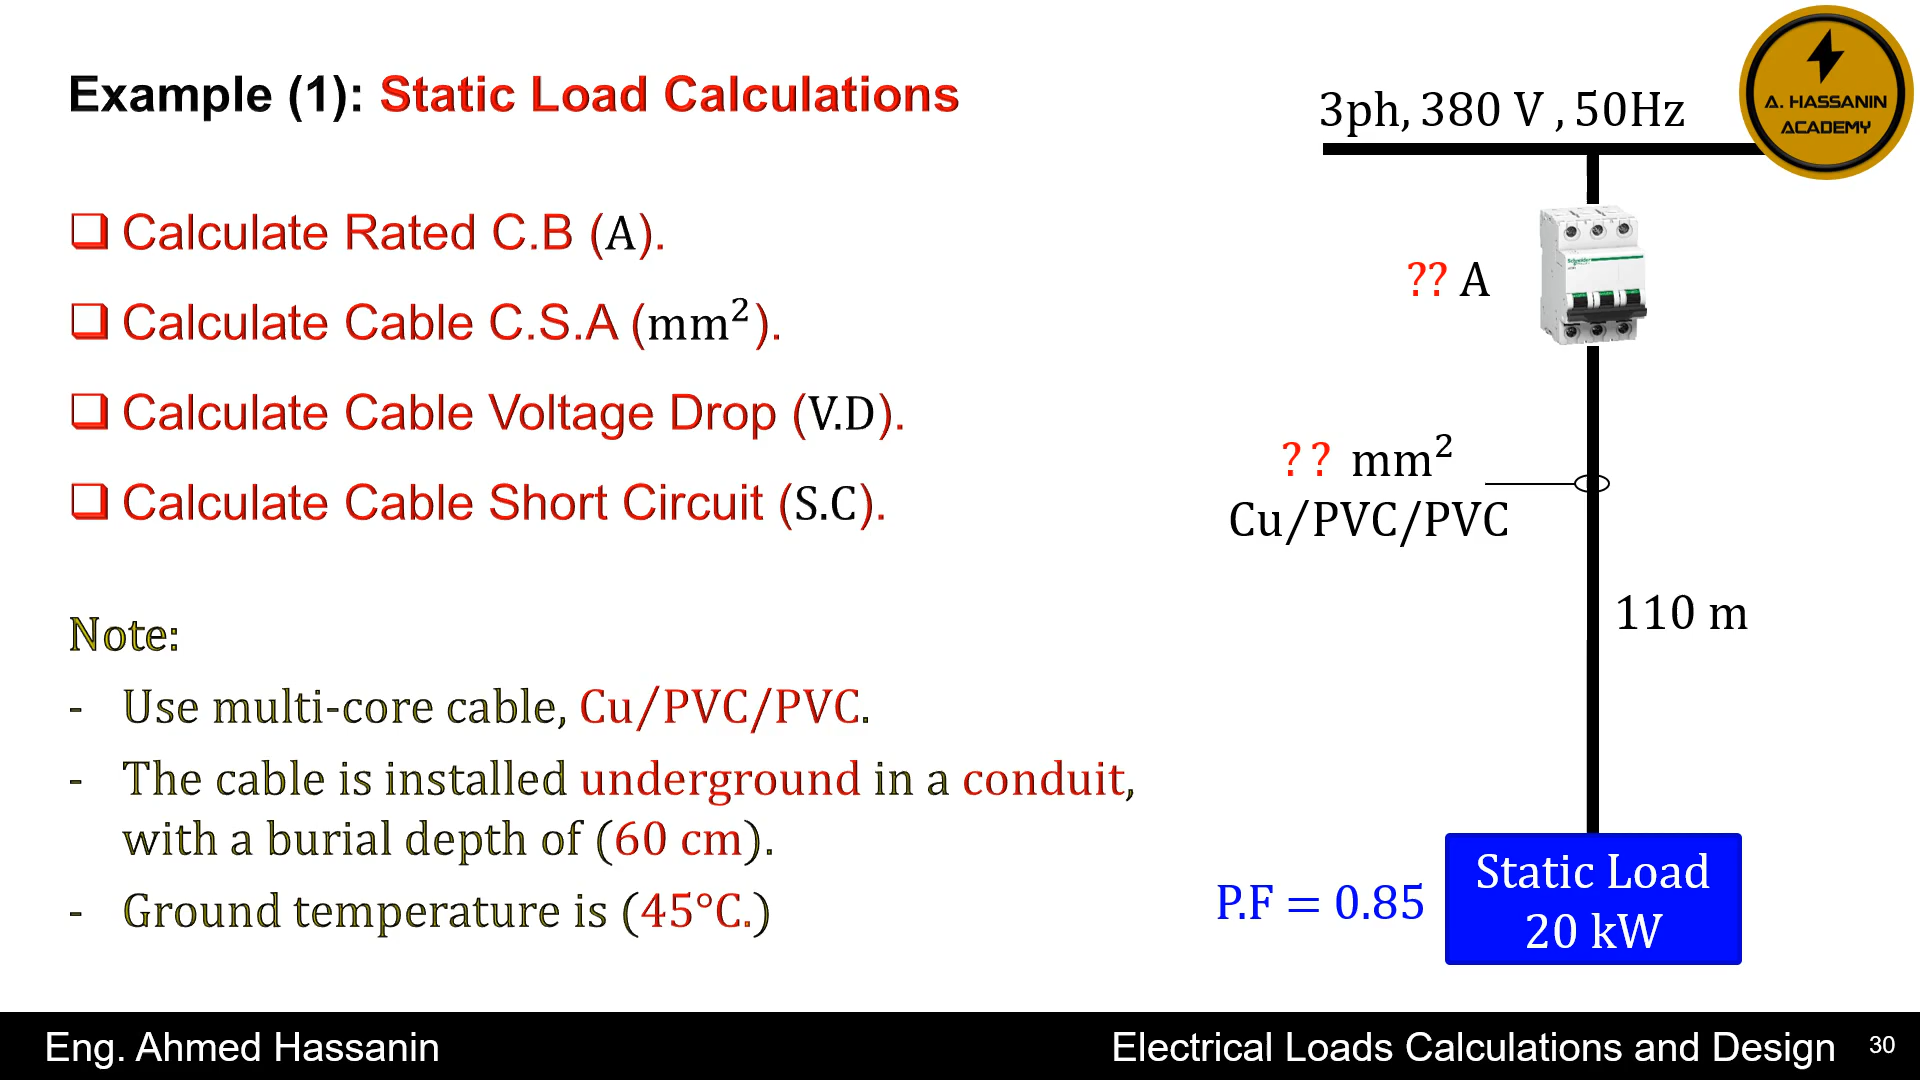 Example (1): Static Load Calculations
3ph, 380 V , 50Hz
A. HASSANIN
ACADEMY
❑ Calculate Rated C.B (A).
❑ Calculate Cable C.S.A (mm²).
❑ Calculate Cable Voltage Drop (V.D).
❑ Calculate Cable Short Circuit (S.C).
?? A
Schneider
?? mm²
Cu/PVC/PVC
110 m
Note:
- Use multi-core cable, Cu/PVC/PVC.
- The cable is installed underground in a conduit,
with a burial depth of (60 cm).
- Ground temperature is (45°C.)
P.F = 0.85
Static Load
20 kW
Eng. Ahmed Hassanin
Electrical Loads Calculations and Design
30